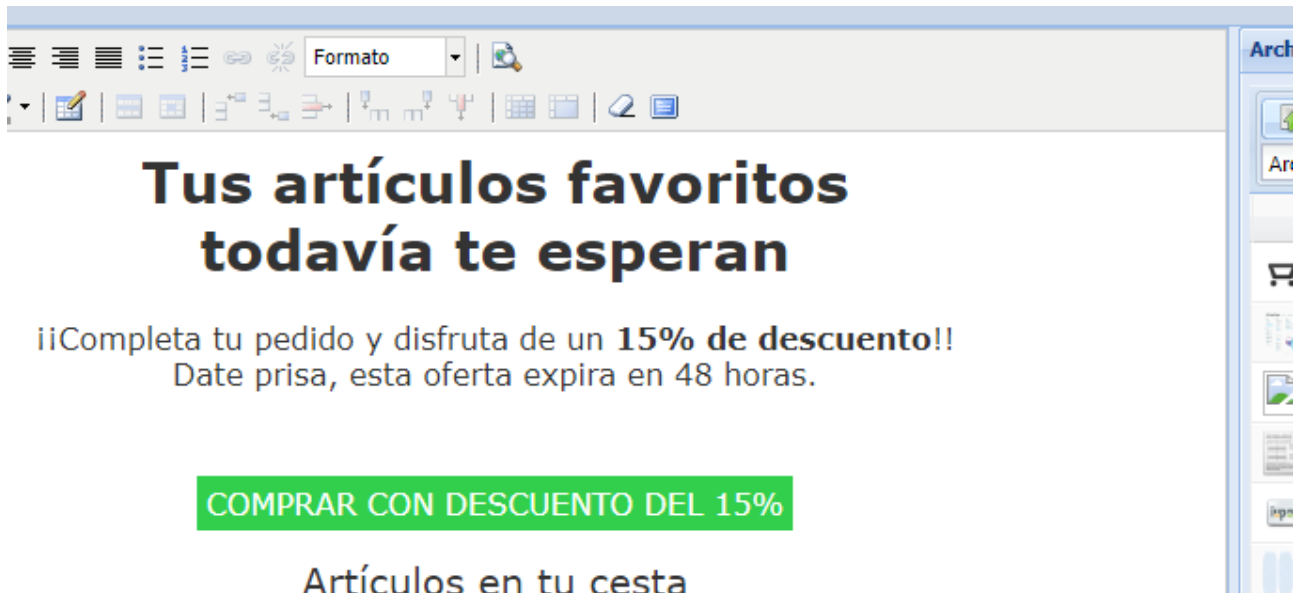 Formato
Arch
Tus artículos favoritos
todavía te esperan
¡¡Completa tu pedido y disfruta de un 15% de descuento!!
Date prisa, esta oferta expira en 48 horas.
COMPRAR CON DESCUENTO DEL 15%
Artículos en tu cesta